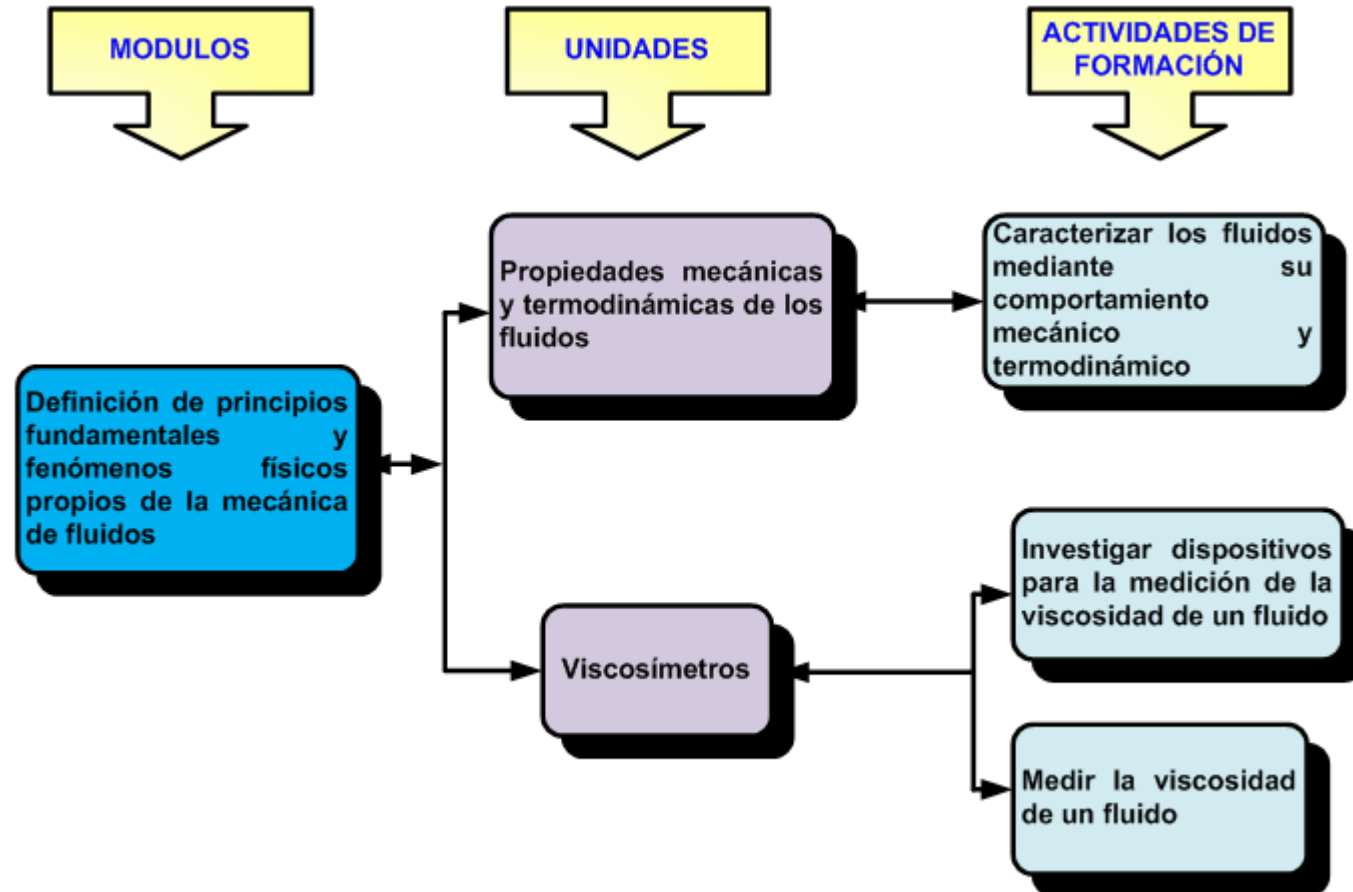 MODULOS
UNIDADES
ACTIVIDADES DE
FORMACIÓN
Propiedades mecánicas
y termodinámicas de los
fluidos
Caracterizar los fluidos
mediante su
comportamiento
mecánico y
termodinámico
Definición de principios
fundamentales y
fenómenos físicos
propios de la mecánica
de fluidos
Investigar dispositivos
para la medición de la
viscosidad de un fluido
Viscosímetros
Medir la viscosidad
de un fluido